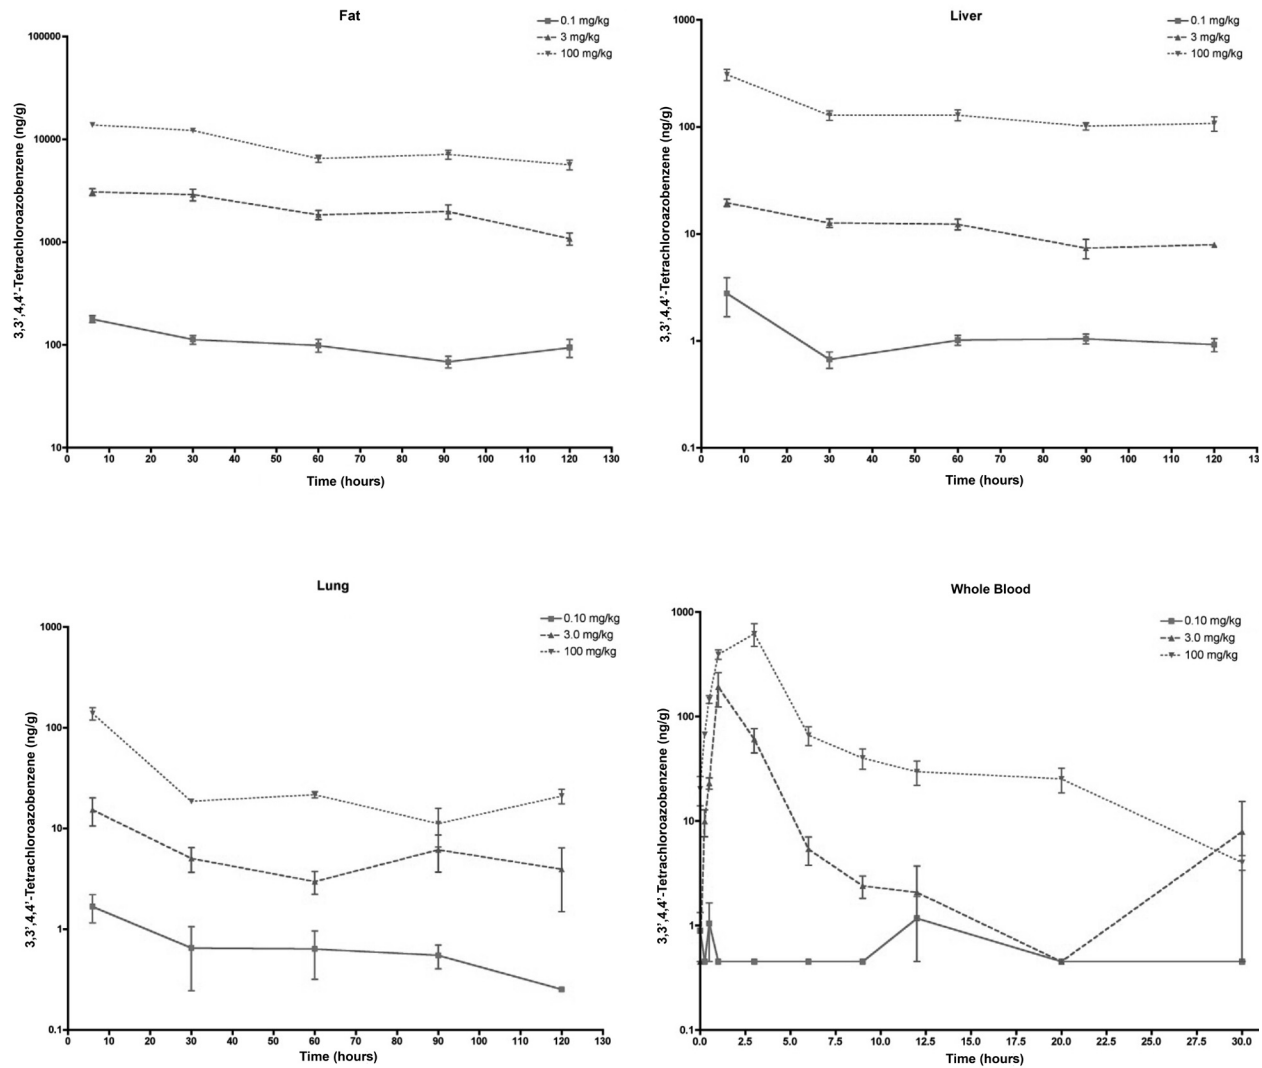 Fat
0.1 mg/kg
3 mg/kg
100 mg/kg
3,3',4,4'-Tetrachloroazobenzene (ng/g)
100000
10000
1000
100
10
0 10 20 30 40 50 60 70 80 90 100 110 120 130
Time (hours)
Liver
0.1 mg/kg
3 mg/kg
100 mg/kg
3,3',4,4'-Tetrachloroazobenzene (ng/g)
1000
100
10
1
0.1
0 10 20 30 40 50 60 70 80 90 100 110 120 13
Time (hours)
Lung
0.10 mg/kg
3.0 mg/kg
100 mg/kg
3,3',4,4'-Tetrachloroazobenzene (ng/g)
1000
100
10
1
0.1
0 10 20 30 40 50 60 70 80 90 100 110 120 130
Time (hours)
Whole Blood
0.10 mg/kg
3.0 mg/kg
100 mg/kg
3,3',4,4'-Tetrachloroazobenzene (ng/g)
1000
100
10
1
0.1
0.0 2.5 5.0 7.5 10.0 12.5 15.0 17.5 20.0 22.5 25.0 27.5 30.0
Time (hours)